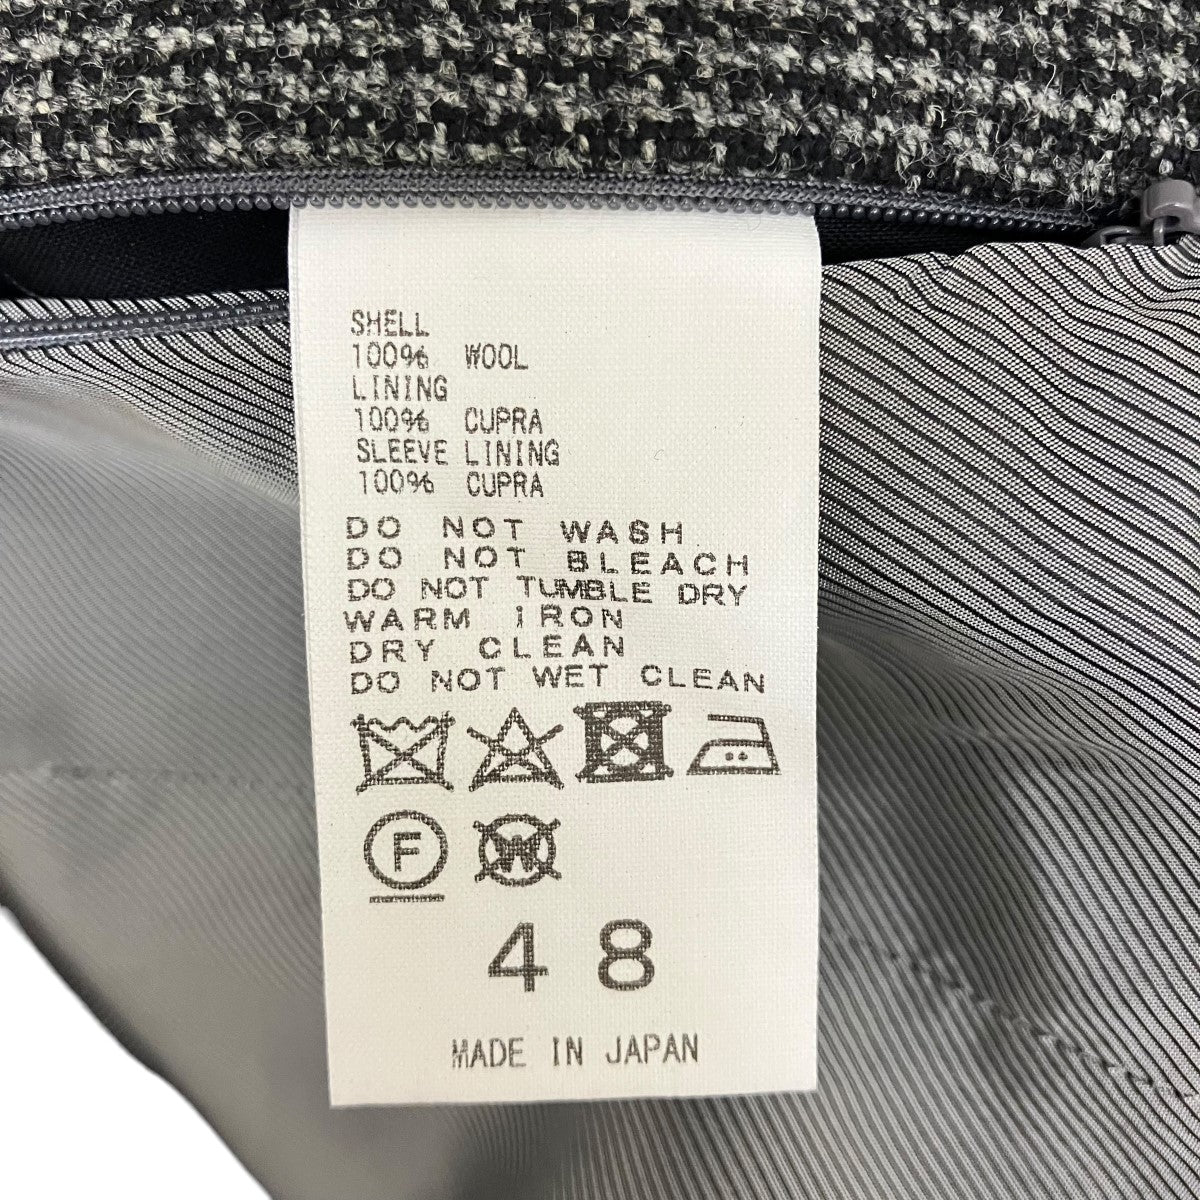 SHELL
100% WOOL
LINING
100% CUPRA
SLEEVE LINING
100% CUPRA
DO NOT WASH
DO NOT BLEACH
DO NOT TUMBLE DRY
WARM IRON
DRY CLEAN
DO NOT WET CLEAN
F W
48
MADE IN JAPAN